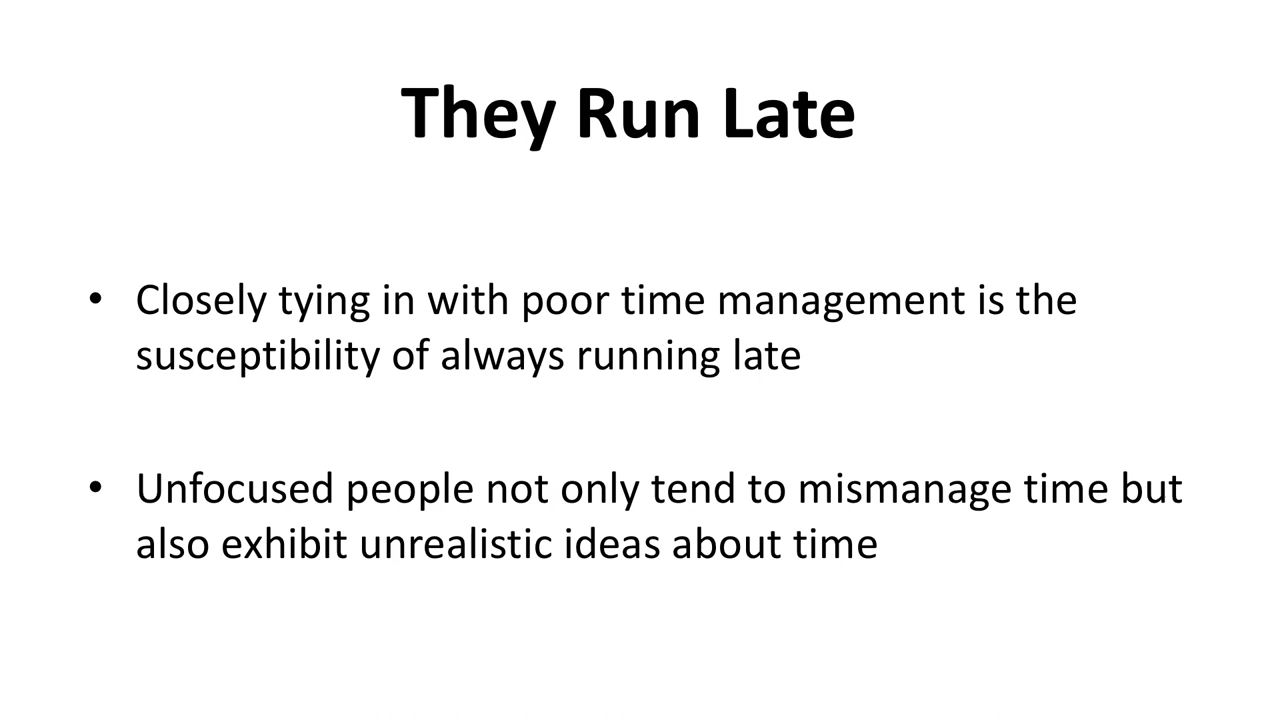 They Run Late
• Closely tying in with poor time management is the
susceptibility of always running late
• Unfocused people not only tend to mismanage time but
also exhibit unrealistic ideas about time